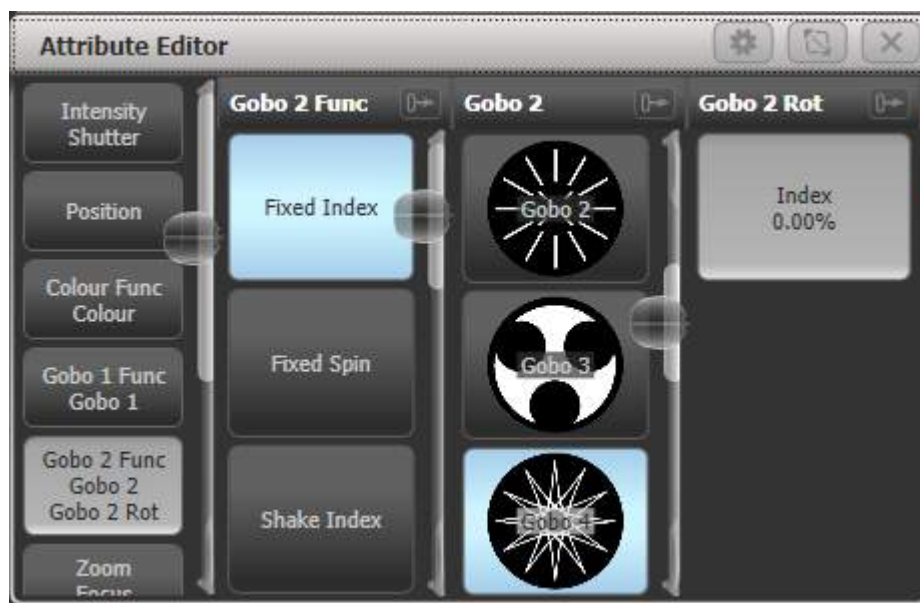 Attribute Editor
Intensity
Shutter
Position
Colour Func
Colour
Gobo 1 Func
Gobo 1
Gobo 2 Func
Gobo 2
Gobo 2 Rot
Zoom
Focus
Gobo 2 Func
Fixed Index
Fixed Spin
Shake Index
Gobo 2
Gobo 2
Gobo 3
Gobo 4
Gobo 2 Rot
Index
0.00%